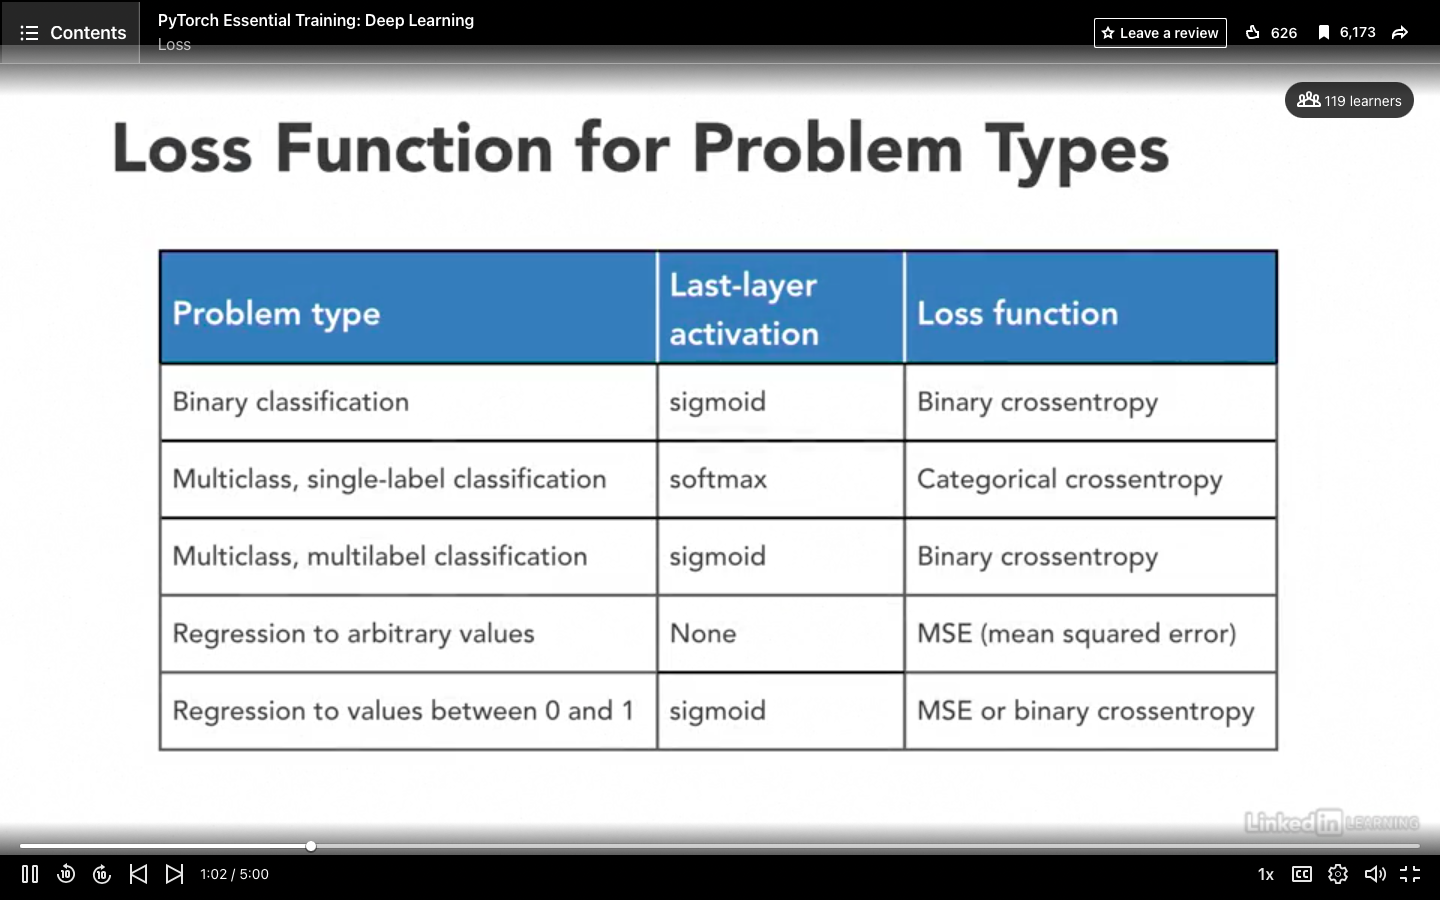 Contents
PyTorch Essential Training: Deep Learning
Loss
Leave a review
626
6,173
119 learners
Loss Function for Problem Types
Problem type
Last-layer
activation
Loss function
Binary classification
sigmoid
Binary crossentropy
Multiclass, single-label classification
softmax
Categorical crossentropy
Multiclass, multilabel classification
sigmoid
Binary crossentropy
Regression to arbitrary values
None
MSE (mean squared error)
Regression to values between 0 and 1
sigmoid
MSE or binary crossentropy
Linked in LEARNING
10
10
1:02 / 5:00
1x
CC